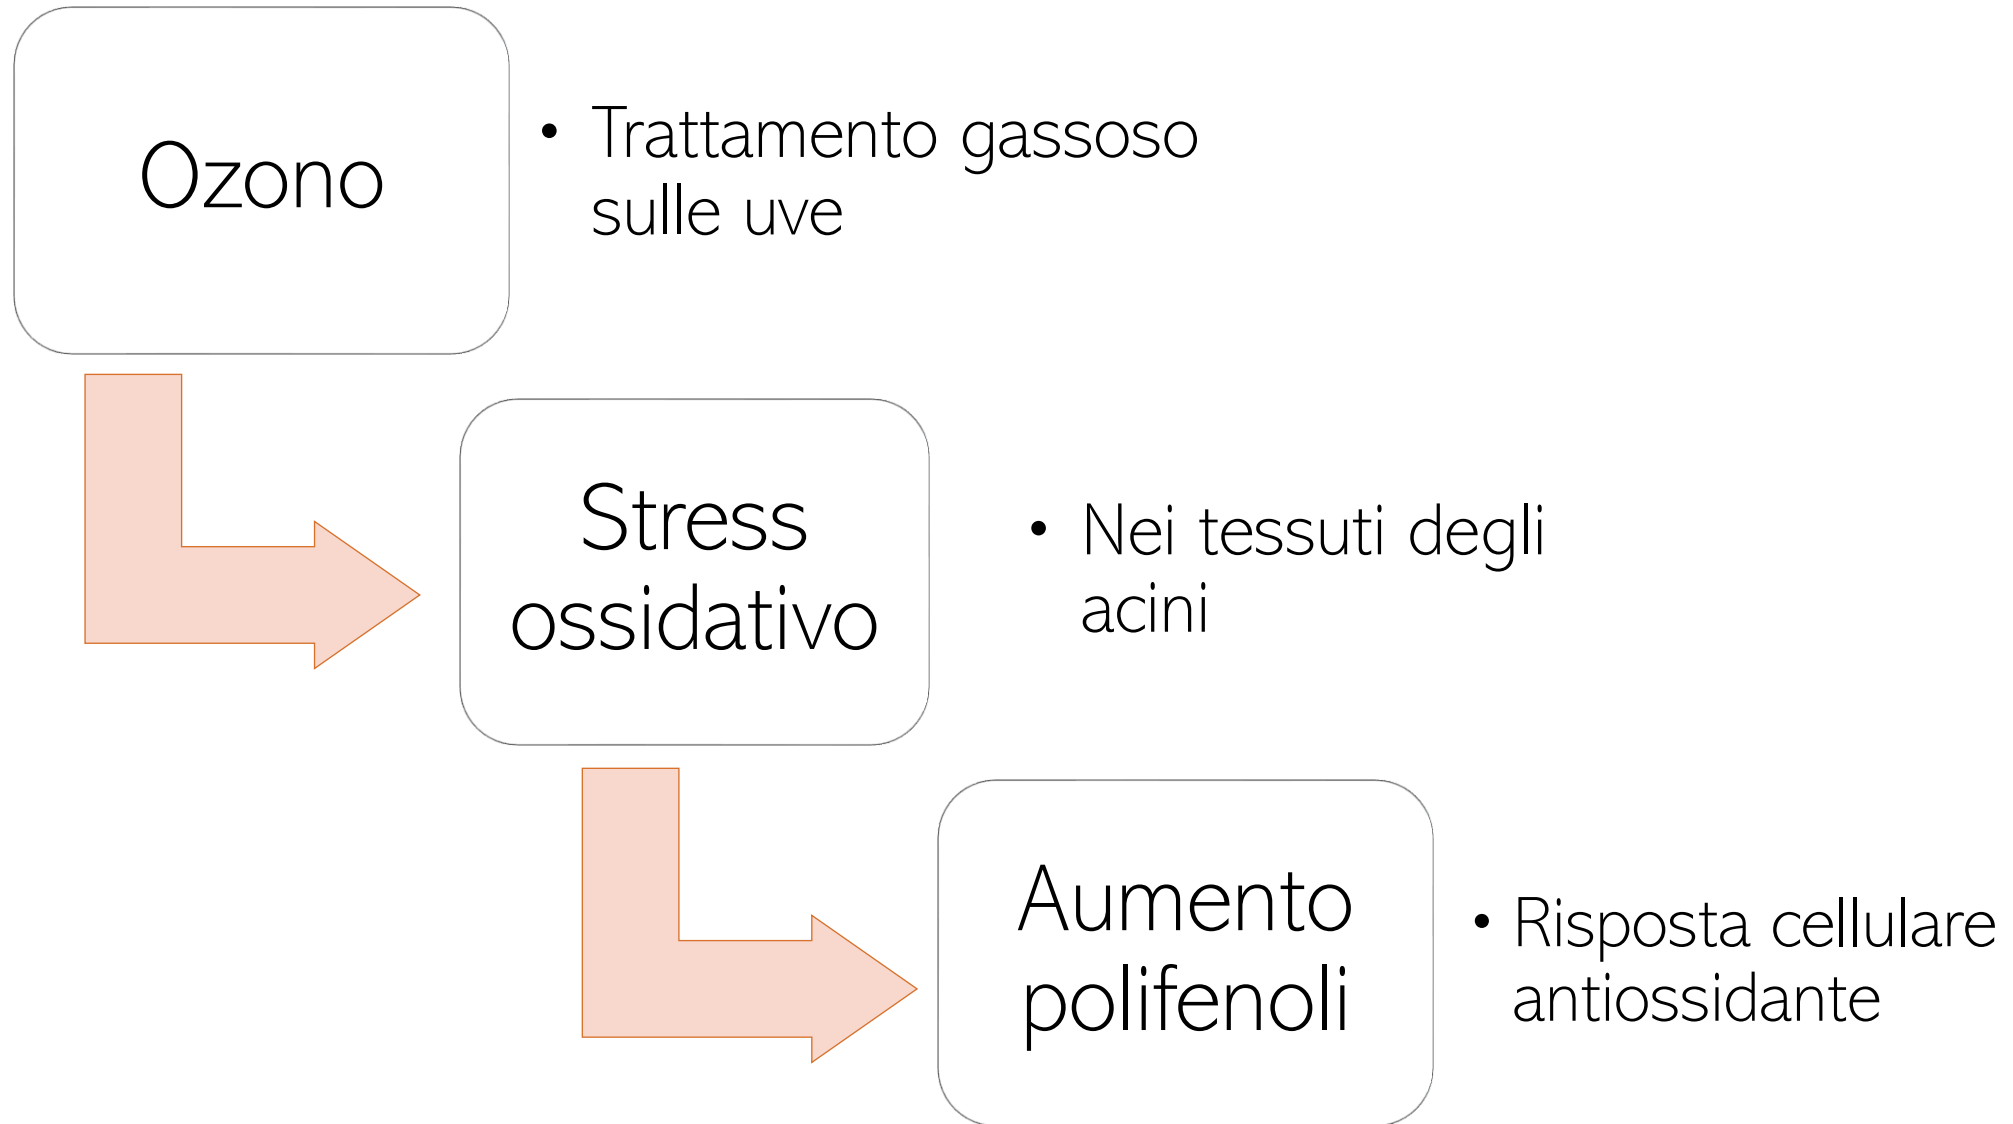 Ozono
• Trattamento gassoso
sulle uve
Stress
ossidativo
• Nei tessuti degli
acini
Aumento
polifenoli
• Risposta cellulare
antiossidante